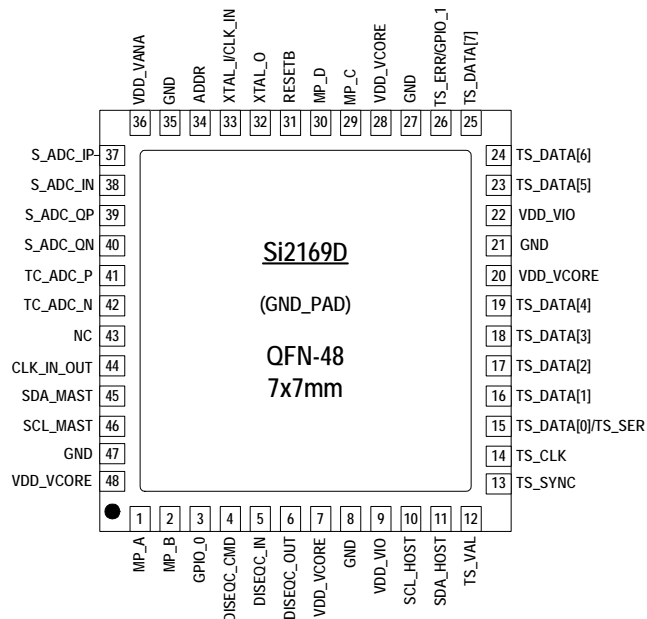 VDD_VANA
GND
ADDR
XTAL_I/CLK_IN
XTAL_O
RESETB
MP_D
MP_C
VDD_VCORE
GND
TS_ERR/GPIO_1
TS_DATA[7]
36 35 34 33 32 31 30 29 28 27 26 25
S_ADC_IP 37
S_ADC_IN 38
S_ADC_QP 39
S_ADC_QN 40
TC_ADC_P 41
TC_ADC_N 42
NC 43
CLK_IN_OUT 44
SDA_MAST 45
SCL_MAST 46
GND 47
VDD_VCORE 48
Si2169D
(GND_PAD)
QFN-48
7x7mm
24 TS_DATA[6]
23 TS_DATA[5]
22 VDD_VIO
21 GND
20 VDD_VCORE
19 TS_DATA[4]
18 TS_DATA[3]
17 TS_DATA[2]
16 TS_DATA[1]
15 TS_DATA[0]/TS_SER
14 TS_CLK
13 TS_SYNC
1 2 3 4 5 6 7 8 9 10 11 12
MP_A
MP_B
GPIO_0
DISEQC_CMD
DISEQC_IN
DISEQC_OUT
VDD_VCORE
GND
VDD_VIO
SCL_HOST
SDA_HOST
TS_VAL